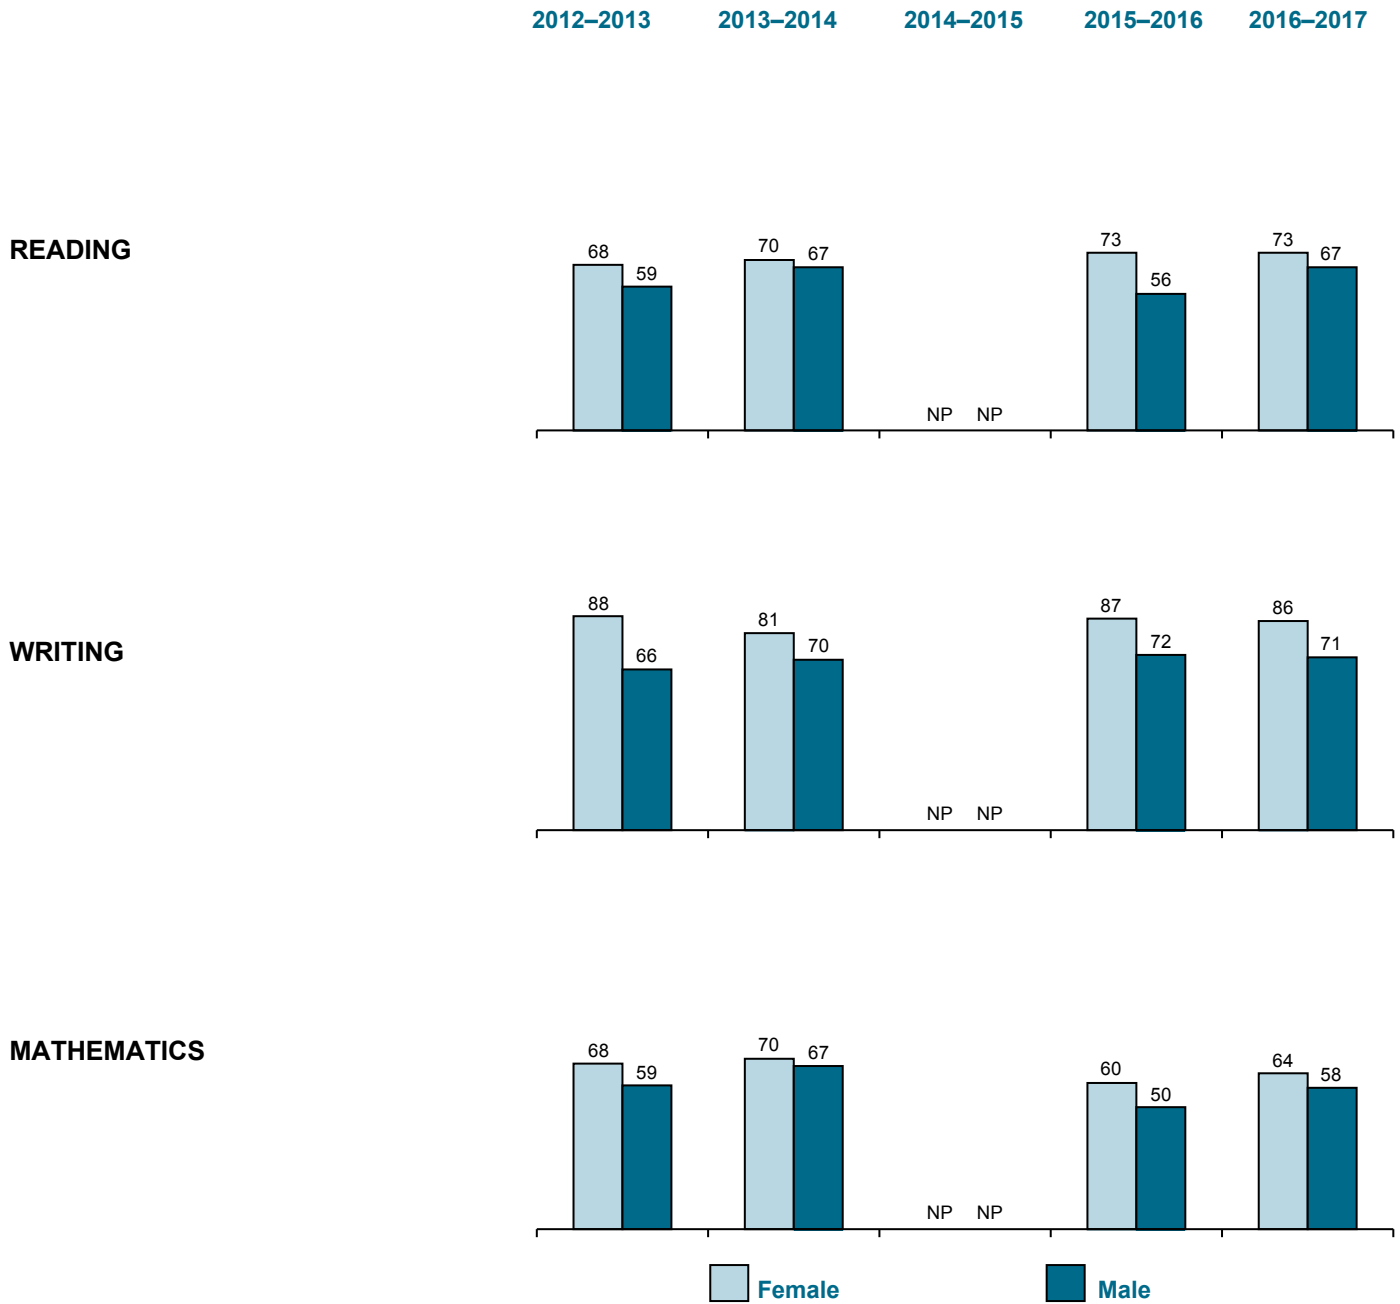 2012–2013 2013–2014 2014–2015 2015–2016 2016–2017
READING
68 59 70 67 NP NP 73 56 73 67
WRITING
88 66 81 70 NP NP 87 72 86 71
MATHEMATICS
68 59 70 67 NP NP 60 50 64 58
Female Male